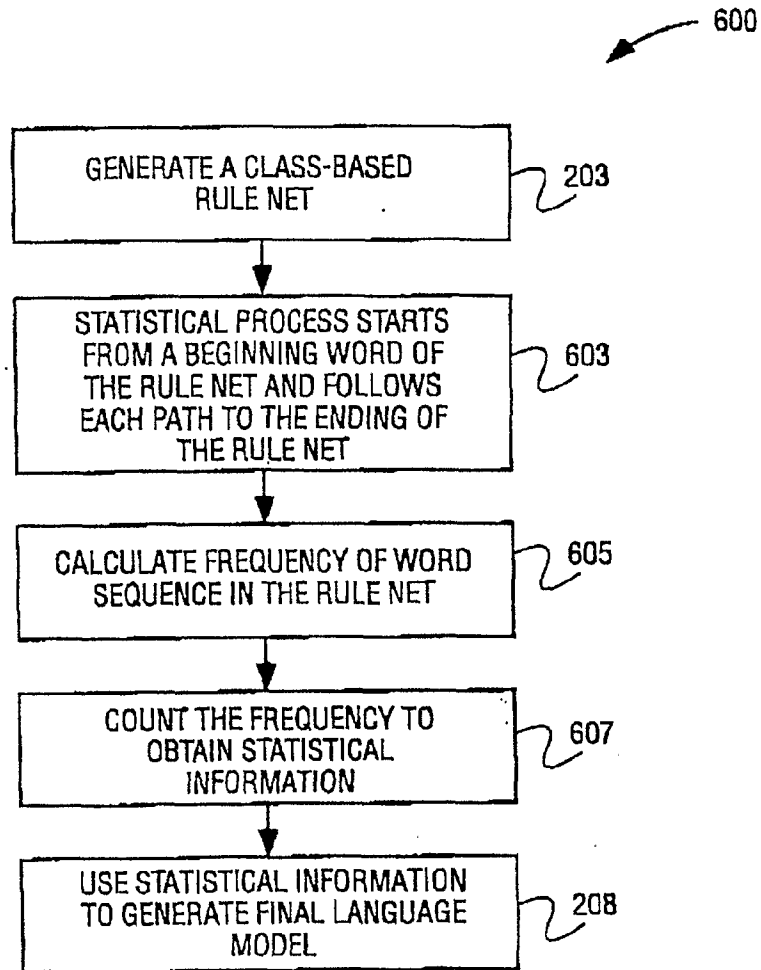 600
GENERATE A CLASS-BASED
RULE NET
203
STATISTICAL PROCESS STARTS
FROM A BEGINNING WORD OF
THE RULE NET AND FOLLOWS
EACH PATH TO THE ENDING OF
THE RULE NET
603
CALCULATE FREQUENCY OF WORD
SEQUENCE IN THE RULE NET
605
COUNT THE FREQUENCY TO
OBTAIN STATISTICAL
INFORMATION
607
USE STATISTICAL INFORMATION
TO GENERATE FINAL LANGUAGE
MODEL
208